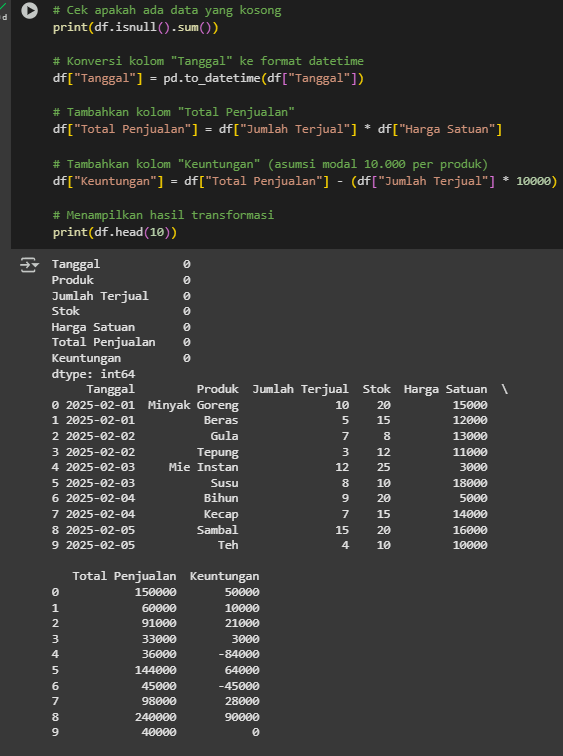 # Cek apakah ada data yang kosong
print(df.isnull().sum())
# Konversi kolom "Tanggal" ke format datetime
df["Tanggal"] = pd.to_datetime(df["Tanggal"])
# Tambahkan kolom "Total Penjualan"
df["Total Penjualan"] = df["Jumlah Terjual"] * df["Harga Satuan"]
# Tambahkan kolom "Keuntungan" (asumsi modal 10.000 per produk)
df["Keuntungan"] = df["Total Penjualan"] - (df["Jumlah Terjual"] * 10000)
# Menampilkan hasil transformasi
print(df.head(10))
Tanggal 0
Produk 0
Jumlah Terjual 0
Stok 0
Harga Satuan 0
Total Penjualan 0
Keuntungan 0
dtype: int64
Tanggal Produk Jumlah Terjual Stok Harga Satuan \
0 2025-02-01 Minyak Goreng 10 20 15000
1 2025-02-01 Beras 5 15 12000
2 2025-02-02 Gula 7 8 13000
3 2025-02-02 Tepung 3 12 11000
4 2025-02-03 Mie Instan 12 25 3000
5 2025-02-03 Susu 8 10 18000
6 2025-02-04 Bihun 9 20 5000
7 2025-02-04 Kecap 7 15 14000
8 2025-02-05 Sambal 15 20 16000
9 2025-02-05 Teh 4 10 10000
Total Penjualan Keuntungan
0 150000 50000
1 60000 10000
2 91000 21000
3 33000 3000
4 36000 -84000
5 144000 64000
6 45000 -45000
7 98000 28000
8 240000 90000
9 40000 0